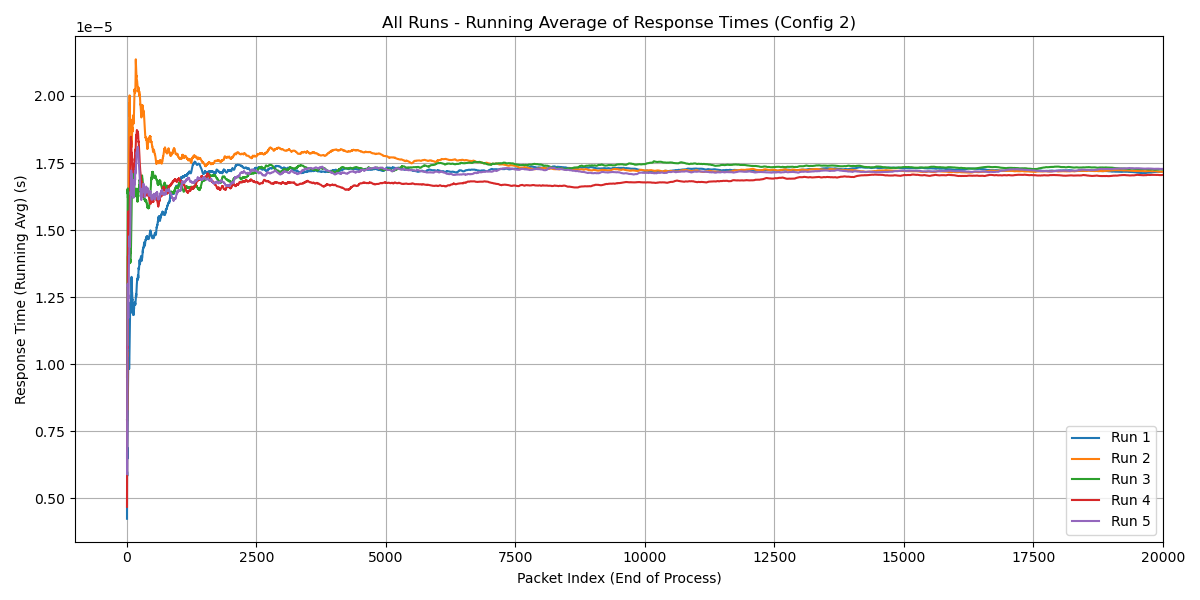 All Runs - Running Average of Response Times (Config 2)
1e−5
2.00
1.75
1.50
1.25
1.00
0.75
0.50
Response Time (Running Avg) (s)
Run 1
Run 2
Run 3
Run 4
Run 5
0 2500 5000 7500 10000 12500 15000 17500 20000
Packet Index (End of Process)